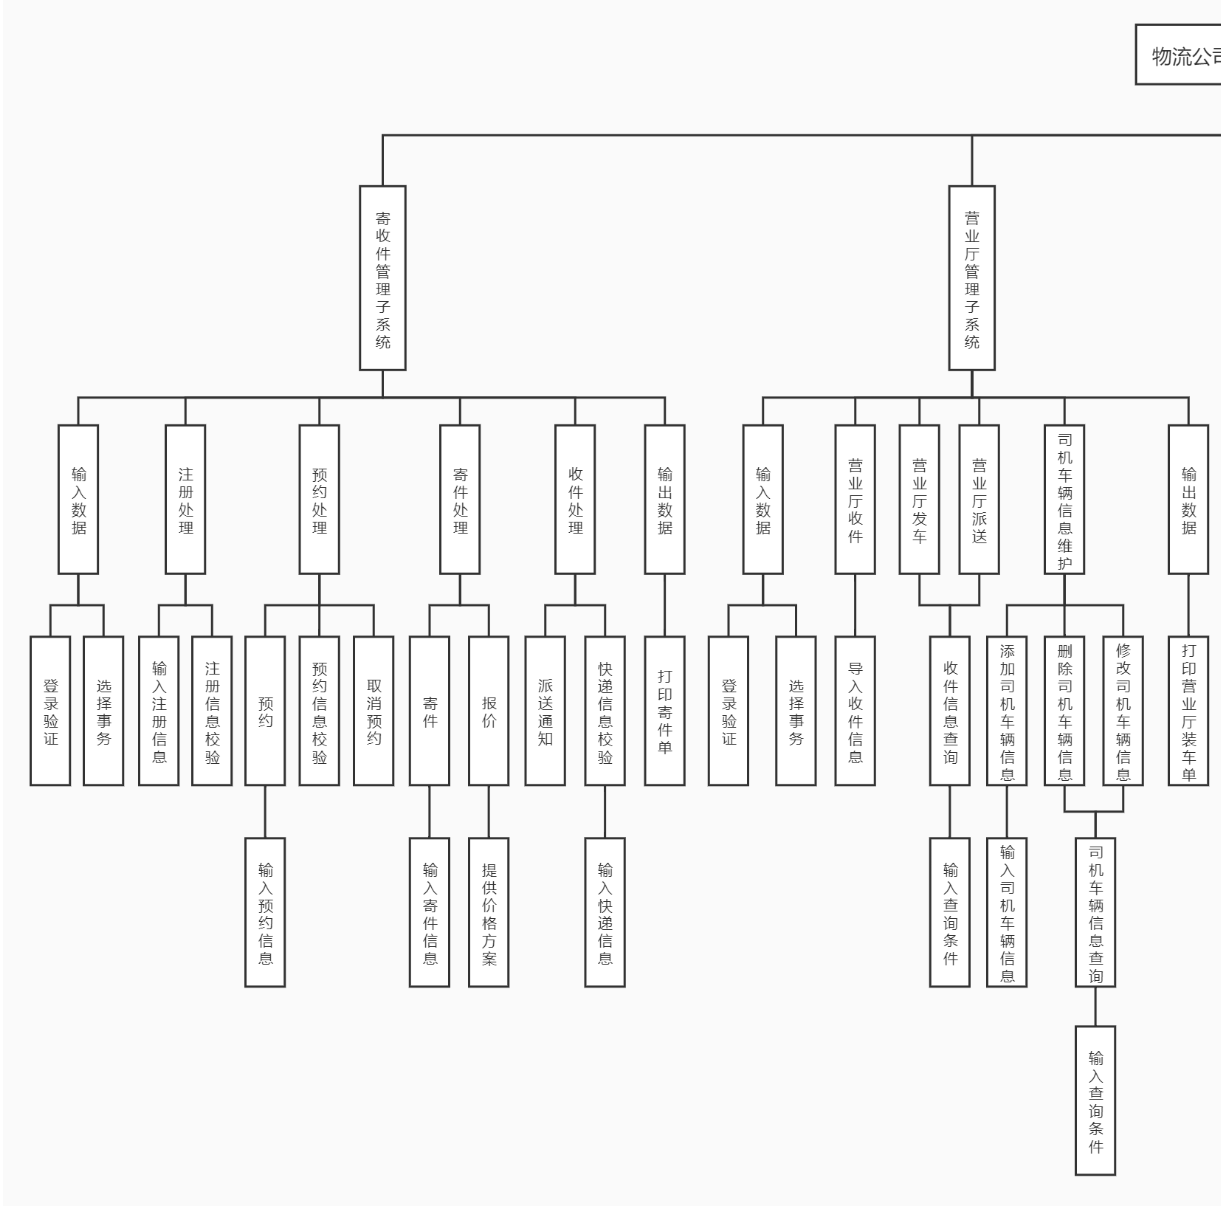 物流公司
寄收件管理子系统
营业厅管理子系统
输入数据
注册处理
预约处理
寄件处理
收件处理
输出数据
输入数据
营业厅收件
营业厅发车
营业厅派送
司机车辆信息维护
输出数据
登录验证
选择事务
输入注册信息
注册信息校验
预约
预约信息校验
取消预约
寄件
报价
派送通知
快递信息校验
打印寄件单
登录验证
选择事务
导入收件信息
收件信息查询
添加司机车辆信息
删除司机车辆信息
修改司机车辆信息
打印营业厅装车单
输入预约信息
输入寄件信息
提供价格方案
输入快递信息
输入查询条件
输入司机车辆信息
司机车辆信息查询
输入查询条件